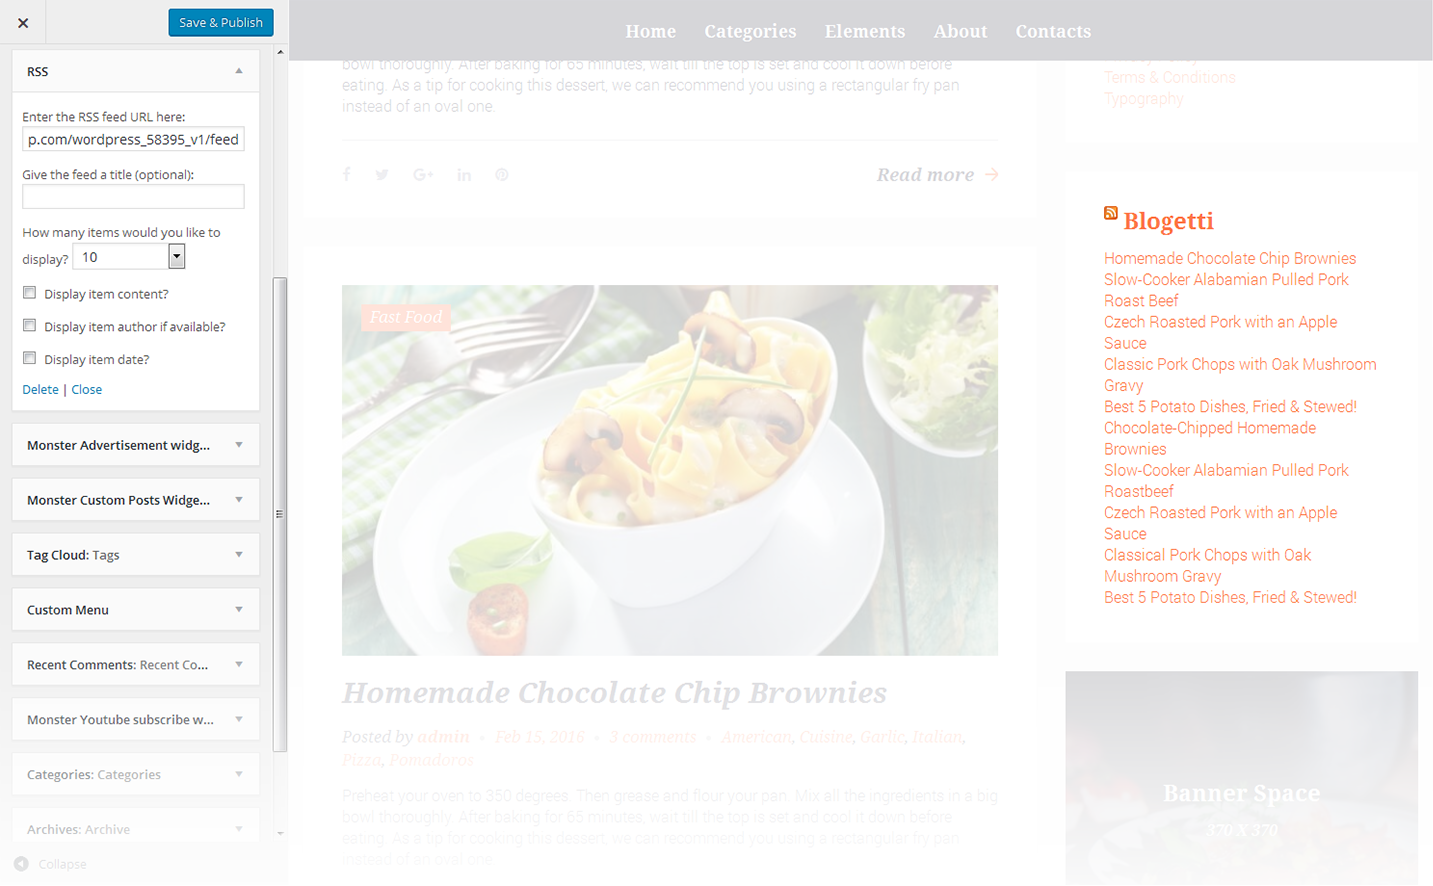 Save & Publish
RSS
Enter the RSS feed URL here:
p.com/wordpress_58395_v1/feed
Give the feed a title (optional):
How many items would you like to
display? 10
Display item content?
Display item author if available?
Display item date?
Delete | Close
Monster Advertisement widg...
Monster Custom Posts Widge...
Tag Cloud: Tags
Custom Menu
Recent Comments: Recent Co...
Monster Youtube subscribe w...
Categories: Categories
Archives: Archive
Collapse
Home Categories Elements About Contacts
bowl thoroughly. After baking for 65 minutes, wait till the top is set and cool it down before
eating. As a tip for cooking this dessert, we can recommend you using a rectangular fry pan
instead of an oval one.
Read more
Fast Food
Homemade Chocolate Chip Brownies
Posted by admin • Feb 15, 2016 • 3 comments • American, Cuisine, Garlic, Italian,
Pizza, Pomadoros
Preheat your oven to 350 degrees. Then grease and flour your pan. Mix all the ingredients in a big
bowl thoroughly. After baking for 65 minutes, wait till the top is set and cool it down before
eating. As a tip for cooking this dessert, we can recommend you using a rectangular fry pan
instead of an oval one.
Terms & Conditions
Typography
Blogetti
Homemade Chocolate Chip Brownies
Slow-Cooker Alabamian Pulled Pork
Roast Beef
Czech Roasted Pork with an Apple
Sauce
Classic Pork Chops with Oak Mushroom
Gravy
Best 5 Potato Dishes, Fried & Stewed!
Chocolate-Chipped Homemade
Brownies
Slow-Cooker Alabamian Pulled Pork
Roastbeef
Czech Roasted Pork with an Apple
Sauce
Classical Pork Chops with Oak
Mushroom Gravy
Best 5 Potato Dishes, Fried & Stewed!
Banner Space
370 X 370